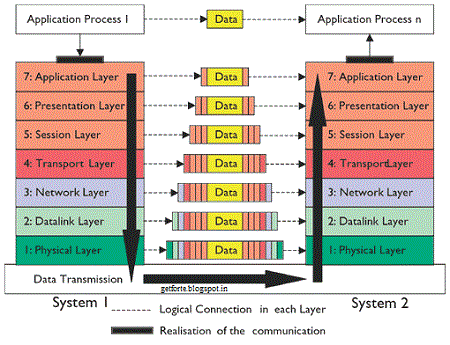 Application Process 1 Data Application Process n
7: Application Layer Data 7: Application Layer
6: Presentation Layer Data 6: Presentation Layer
5: Session Layer Data 5: Session Layer
4: Transport Layer Data 4: TransportLayer
3: Network Layer Data 3: Network Layer
2: Datalink Layer Data 2: Datalink Layer
1: Physical Layer Data 1: Physical Layer
Data Transmission
getforte.blogspot.in
System 1 System 2
Logical Connection in each Layer
Realisation of the communication